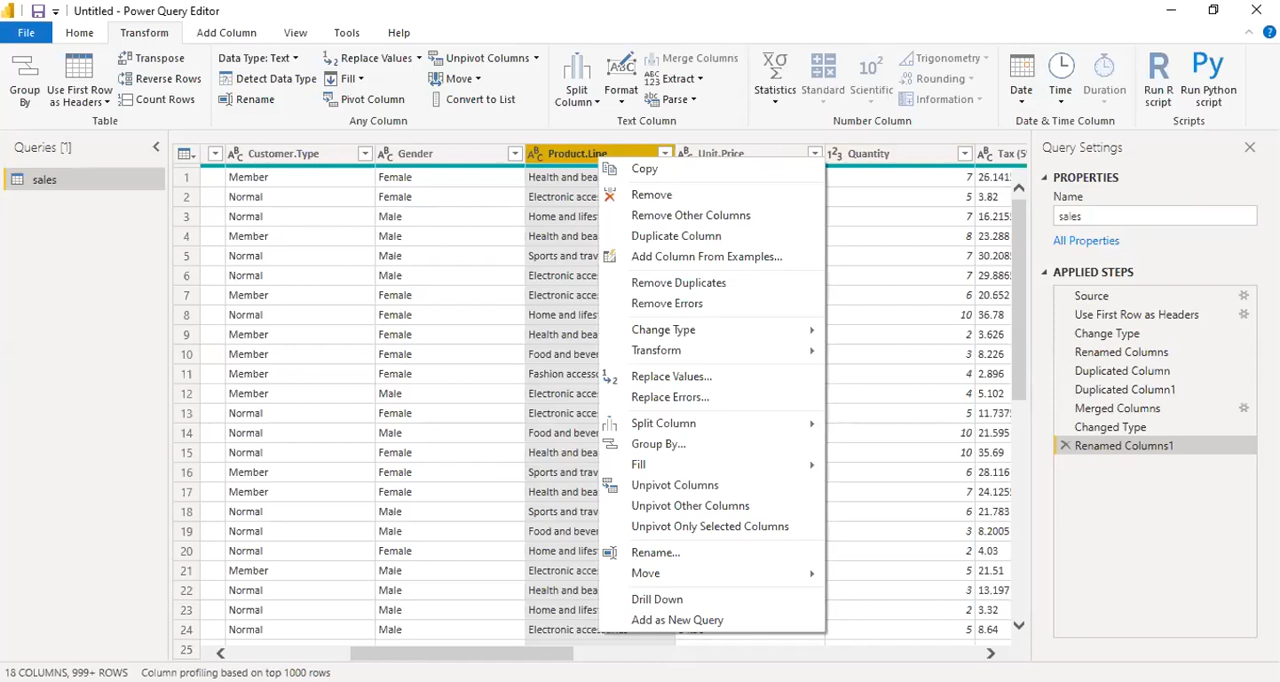 Untitled - Power Query Editor
File Home Transform Add Column View Tools Help
Group By
Use First Row as Headers
Transpose
Reverse Rows
Count Rows
Table
Data Type: Text
Detect Data Type
Rename
Replace Values
Fill
Pivot Column
Unpivot Columns
Move
Convert to List
Any Column
Split Column
Format
Merge Columns
Extract
Parse
Text Column
Statistics
Standard
Scientific
Trigonometry
Rounding
Information
Number Column
Date
Time
Duration
Date & Time Column
Run R script
Run Python script
Scripts
Queries [1]
sales
Customer.Type Gender Product.Line Unit.Price Quantity Tax (5
1 Member Female Health and bea 7 26.1415
2 Normal Female Electronic acces 5 3.82
3 Normal Male Home and lifes 7 16.2155
4 Member Male Health and bea 8 23.288
5 Normal Male Sports and trav 7 30.2085
6 Normal Male Electronic acces 7 29.8865
7 Member Female Electronic acces 6 20.652
8 Normal Female Home and lifes 10 36.78
9 Member Female Health and bea 2 3.626
10 Member Female Food and bever 3 8.226
11 Member Female Fashion accesso 4 2.896
12 Member Male Electronic acces 4 5.102
13 Normal Female Electronic acces 5 11.7375
14 Normal Male Food and bever 10 21.595
15 Normal Female Health and bea 10 35.69
16 Member Female Sports and trav 6 28.116
17 Member Female Health and bea 7 24.1255
18 Normal Male Sports and trav 6 21.783
19 Normal Male Food and bever 3 8.2005
20 Normal Female Home and lifes 2 4.03
21 Member Male Electronic acces 5 21.51
22 Normal Male Health and bea 3 13.197
23 Normal Male Home and lifes 2 3.32
24 Normal Male 5 8.64
25
Copy
Remove
Remove Other Columns
Duplicate Column
Add Column From Examples...
Remove Duplicates
Remove Errors
Change Type
Transform
Replace Values...
Replace Errors...
Split Column
Group By...
Fill
Unpivot Columns
Unpivot Other Columns
Unpivot Only Selected Columns
Rename...
Move
Drill Down
Add as New Query
Query Settings
PROPERTIES
Name
sales
All Properties
APPLIED STEPS
Source
Use First Row as Headers
Change Type
Renamed Columns
Duplicated Column
Duplicated Column1
Merged Columns
Changed Type
Renamed Columns1
18 COLUMNS, 999+ ROWS Column profiling based on top 1000 rows